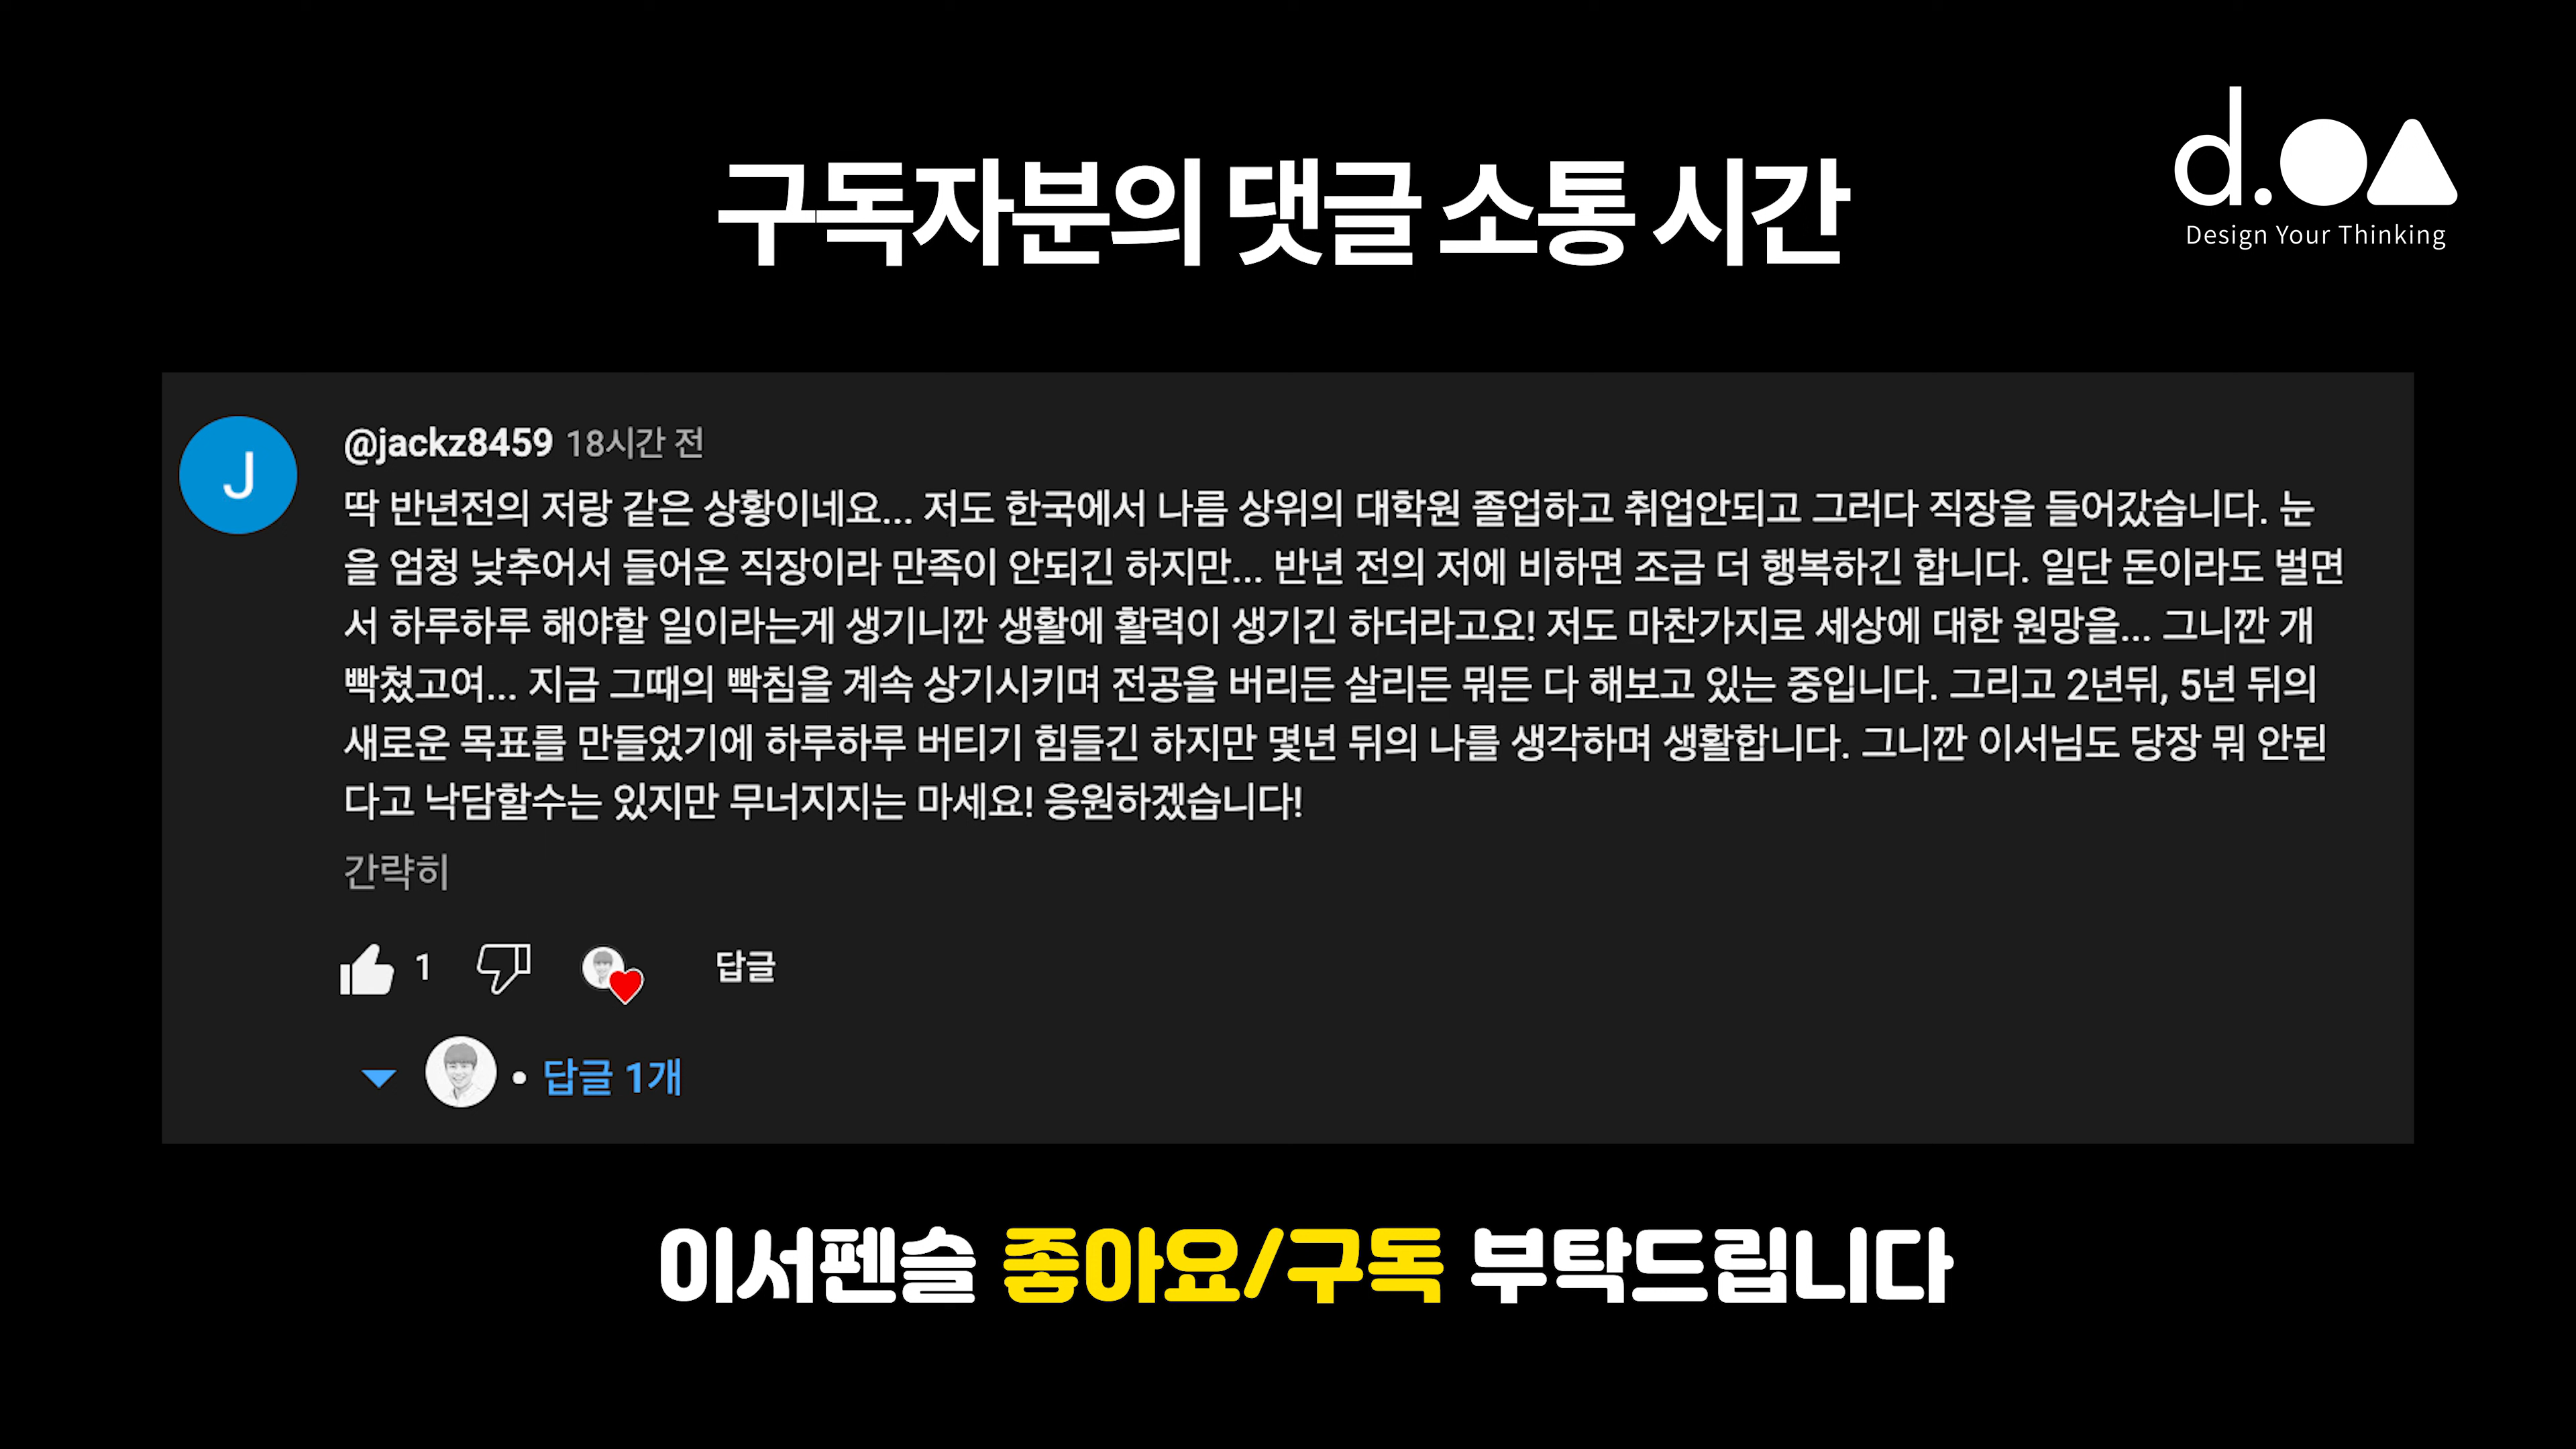 구독자분의 댓글 소통 시간
d.
Design Your Thinking
J
@jackz8459 18시간 전
딱 반년전의 저랑 같은 상황이네요... 저도 한국에서 나름 상위의 대학원 졸업하고 취업안되고 그러다 직장을 들어갔습니다. 눈
을 엄청 낮추어서 들어온 직장이라 만족이 안되긴 하지만... 반년 전의 저에 비하면 조금 더 행복하긴 합니다. 일단 돈이라도 벌면
서 하루하루 해야할 일이라는게 생기니깐 생활에 활력이 생기긴 하더라고요! 저도 마찬가지로 세상에 대한 원망을... 그니깐 개
빡쳤고여... 지금 그때의 빡침을 계속 상기시키며 전공을 버리든 살리든 뭐든 다 해보고 있는 중입니다. 그리고 2년뒤, 5년 뒤의
새로운 목표를 만들었기에 하루하루 버티기 힘들긴 하지만 몇년 뒤의 나를 생각하며 생활합니다. 그니깐 이서님도 당장 뭐 안된
다고 낙담할수는 있지만 무너지지는 마세요! 응원하겠습니다!
간략히
1 답글
• 답글 1개
이서펜슬 좋아요/구독 부탁드립니다